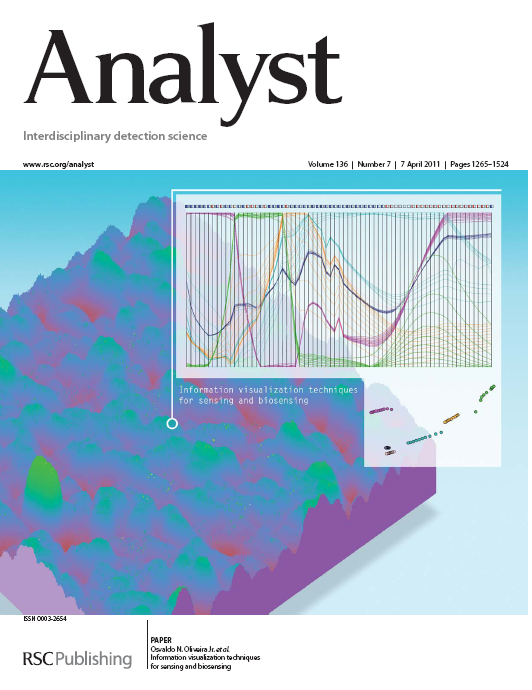 Analyst
Interdisciplinary detection science
www.rsc.org/analyst
Volume 136 | Number 7 | 7 April 2011 | Pages 1265–1524
Information visualization techniques
for sensing and biosensing
ISSN 0003-2654
RSCPublishing
PAPER
Osvaldo N. Oliveira Jr. et al.
Information visualization techniques
for sensing and biosensing